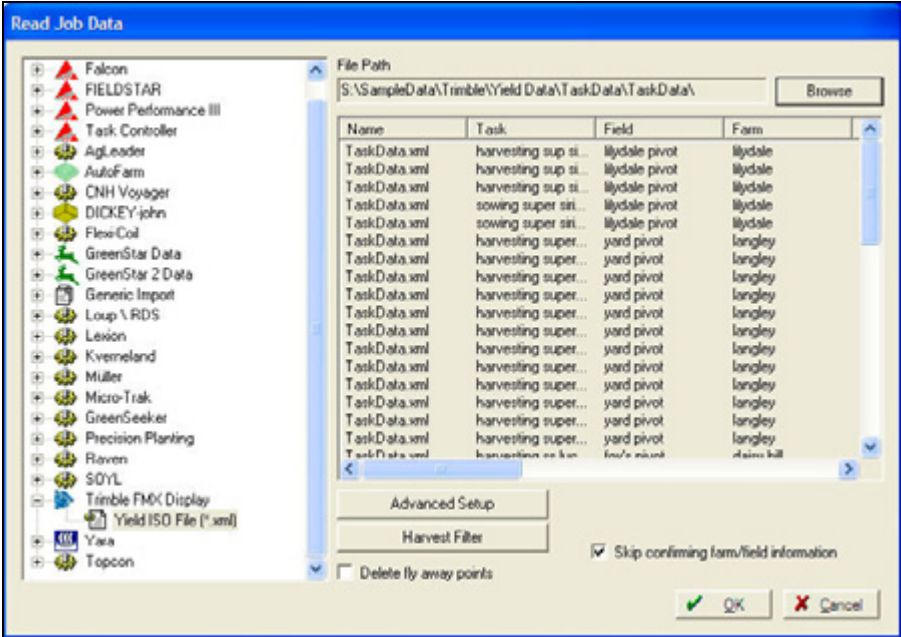 Read Job Data
Falcon
FIELDSTAR
Power Performance III
Task Controller
AgLeader
AutoFarm
CNH Voyager
DICKEY-john
Flexi-Coil
GreenStar Data
GreenStar 2 Data
Generic Import
Loup \ RDS
Lexion
Kverneland
Müller
Micro-Trak
GreenSeeker
Precision Planting
Raven
SOYL
Trimble FMX Display
Yield ISO File (*.xml)
Yara
Topcon
File Path
S:\SampleData\Trimble\Yield Data\TaskData\TaskData\
Browse
Name Task Field Farm
TaskData.xml harvesting sup si... lilydale pivot lilydale
TaskData.xml harvesting sup si... lilydale pivot lilydale
TaskData.xml harvesting sup si... lilydale pivot lilydale
TaskData.xml sowing super siri... lilydale pivot lilydale
TaskData.xml sowing super siri... lilydale pivot lilydale
TaskData.xml harvesting super... yard pivot langley
TaskData.xml harvesting super... yard pivot langley
TaskData.xml harvesting super... yard pivot langley
TaskData.xml harvesting super... yard pivot langley
TaskData.xml harvesting super... yard pivot langley
TaskData.xml harvesting super... yard pivot langley
TaskData.xml harvesting super... yard pivot langley
TaskData.xml harvesting super... yard pivot langley
TaskData.xml harvesting super... yard pivot langley
TaskData.xml harvesting super... yard pivot langley
TaskData.xml harvesting super... yard pivot langley
TaskData.xml harvesting super... yard pivot langley
TaskData.xml harvesting ss luc... fox's pivot daisy hill
Advanced Setup
Harvest Filter
Skip confirming farm/field information
Delete fly away points
OK
Cancel